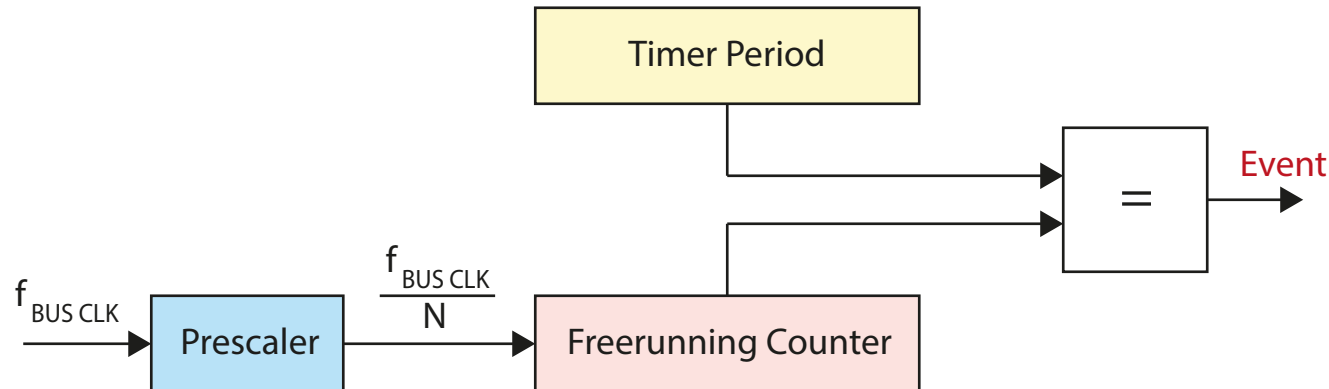 Timer Period
Event
=
f BUS CLK
f BUS CLK
N
Prescaler
Freerunning Counter